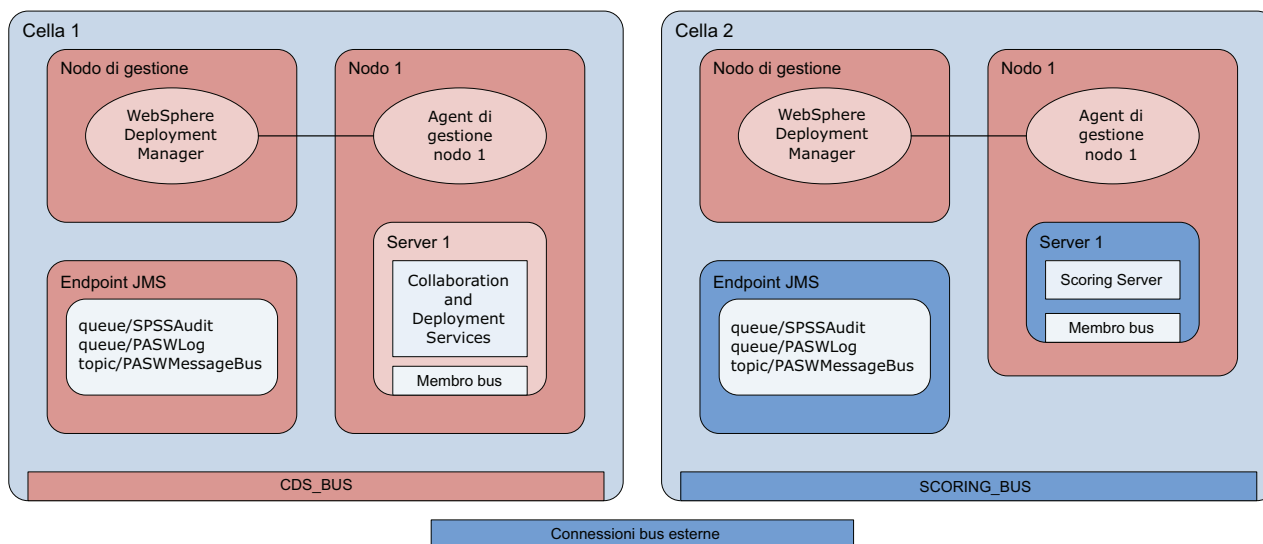 Cella 1
Nodo di gestione
WebSphere
Deployment
Manager
Nodo 1
Agent di
gestione
nodo 1
Server 1
Collaboration
and
Deployment
Services
Membro bus
Endpoint JMS
queue/SPSSAudit
queue/PASWLog
topic/PASWMessageBus
CDS_BUS
Cella 2
Nodo di gestione
WebSphere
Deployment
Manager
Nodo 1
Agent di
gestione
nodo 1
Server 1
Scoring Server
Membro bus
Endpoint JMS
queue/SPSSAudit
queue/PASWLog
topic/PASWMessageBus
SCORING_BUS
Connessioni bus esterne